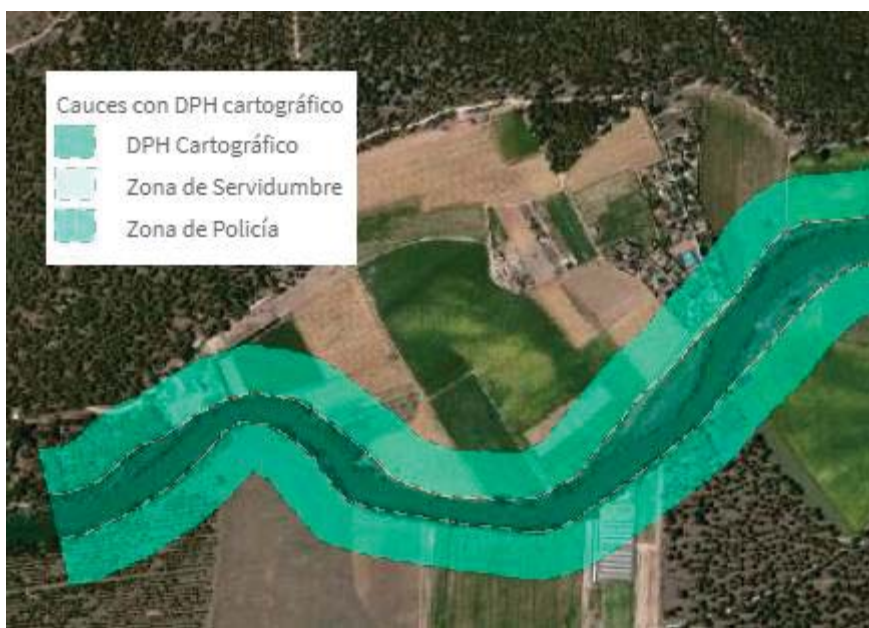 Cauces con DPH cartográfico
DPH Cartográfico
Zona de Servidumbre
Zona de Policía